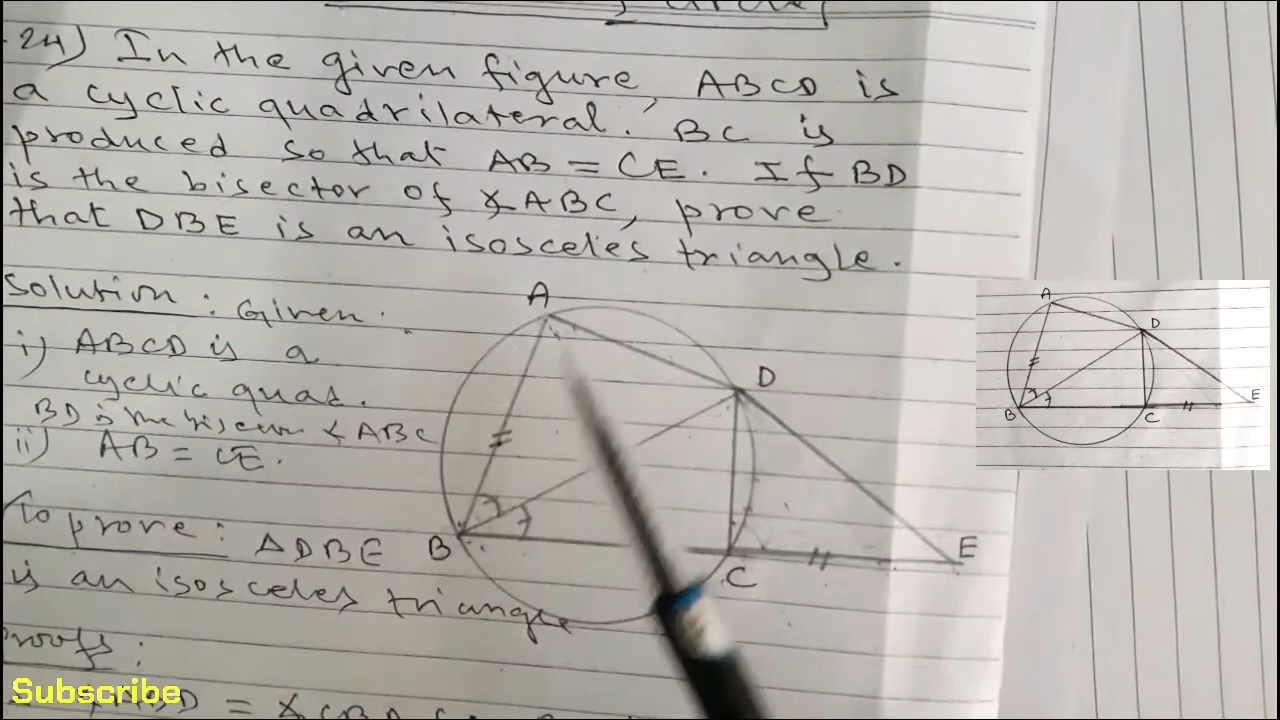 24) In the given figure, ABCD is
a cyclic quadrilateral. BC is
produced so that AB = CE. If BD
is the bisector of ∡ABC, prove
that DBE is an isosceles triangle.
Solution: Given.
i) ABCD is a
cyclic quad.
BD is the ∠ ABC
ii) AB = CE.
To prove: ΔDBE
is an isosceles triangle
Proofs:
= ∡CBD
A
D
B
C
E
A
D
B
C
E
Subscribe